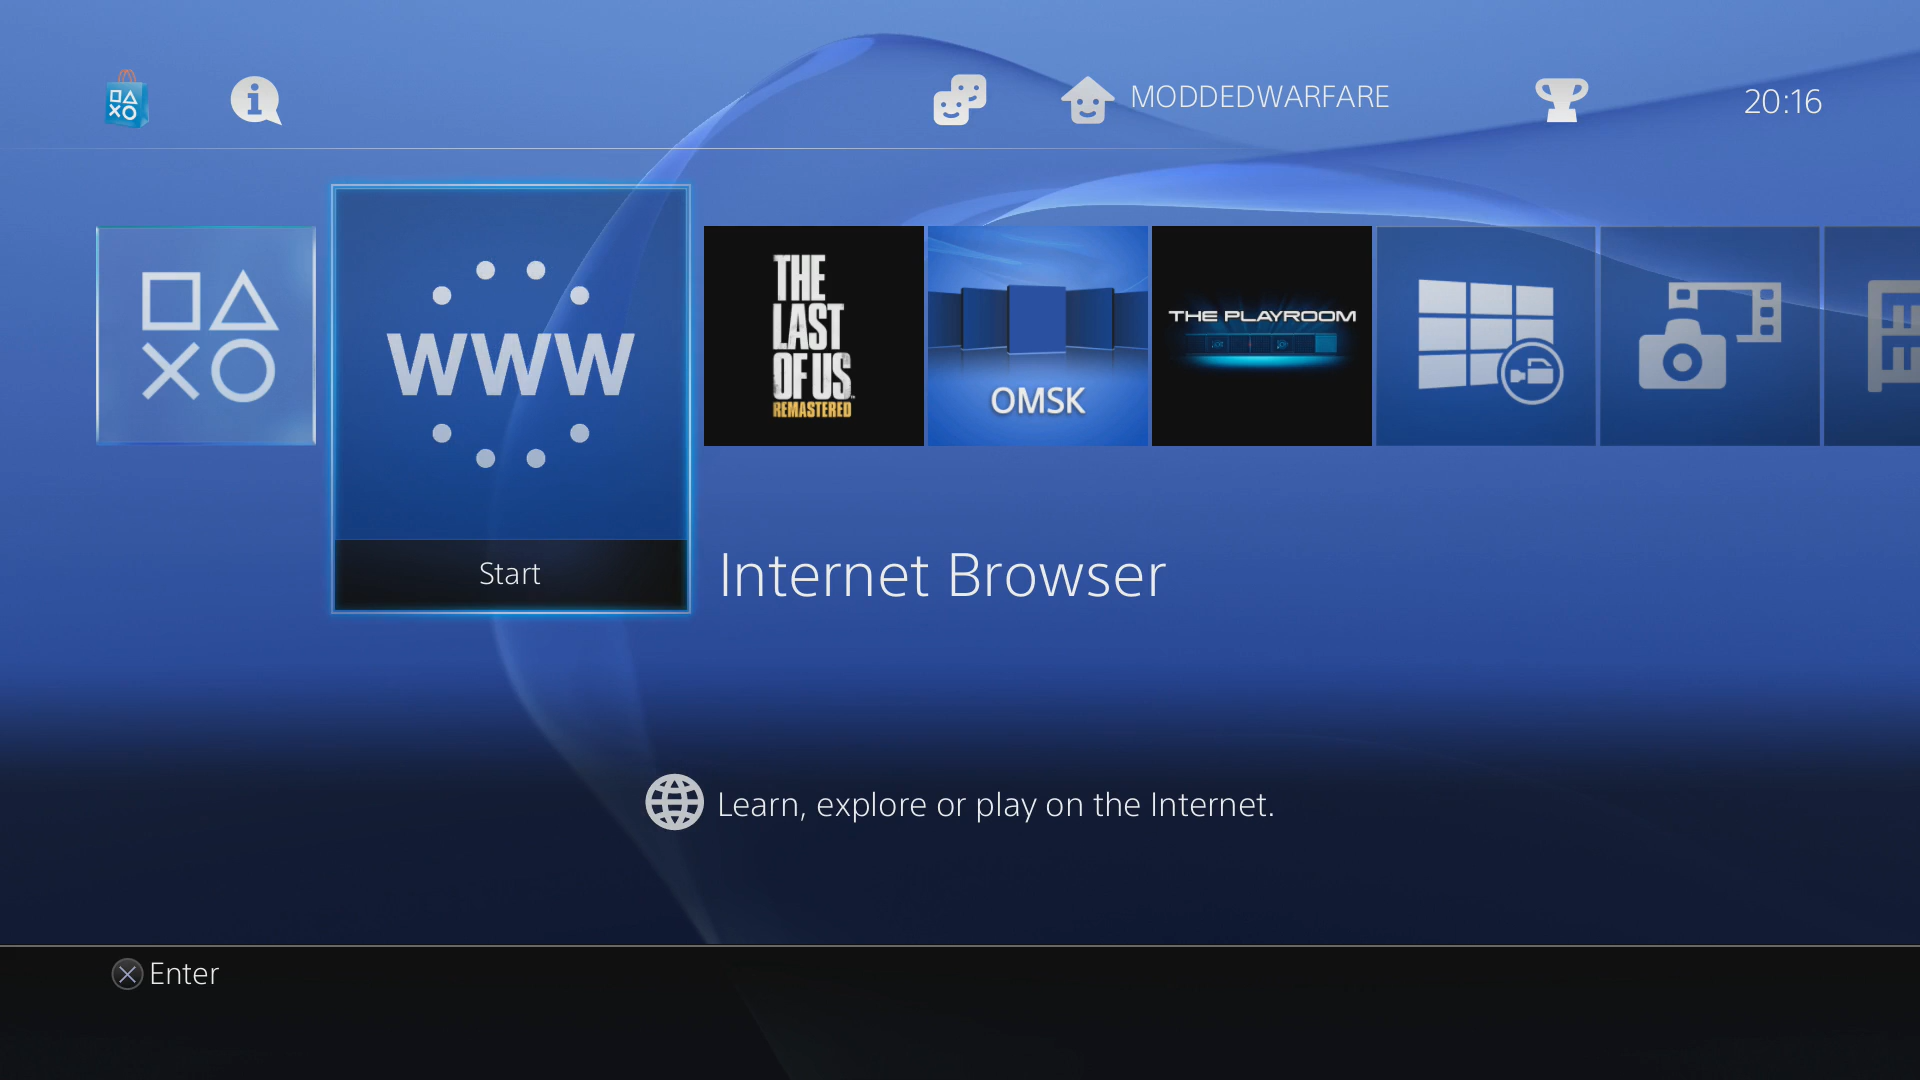 MODDEDWARFARE
20:16
WWW
THE
LAST
OF US
REMASTERED
OMSK
THE PLAYROOM
Start
Internet Browser
Learn, explore or play on the Internet.
Enter